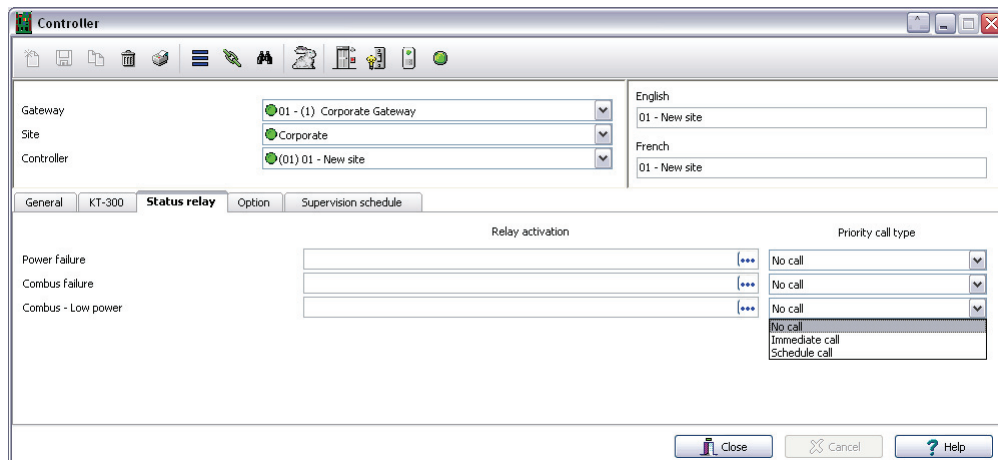 Controller
English
Gateway 01 - (1) Corporate Gateway
01 - New site
Site Corporate
French
Controller (01) 01 - New site
01 - New site
General KT-300 Status relay Option Supervision schedule
Relay activation Priority call type
Power failure No call
Combus failure No call
Combus - Low power No call
No call
Immediate call
Schedule call
Close Cancel ? Help